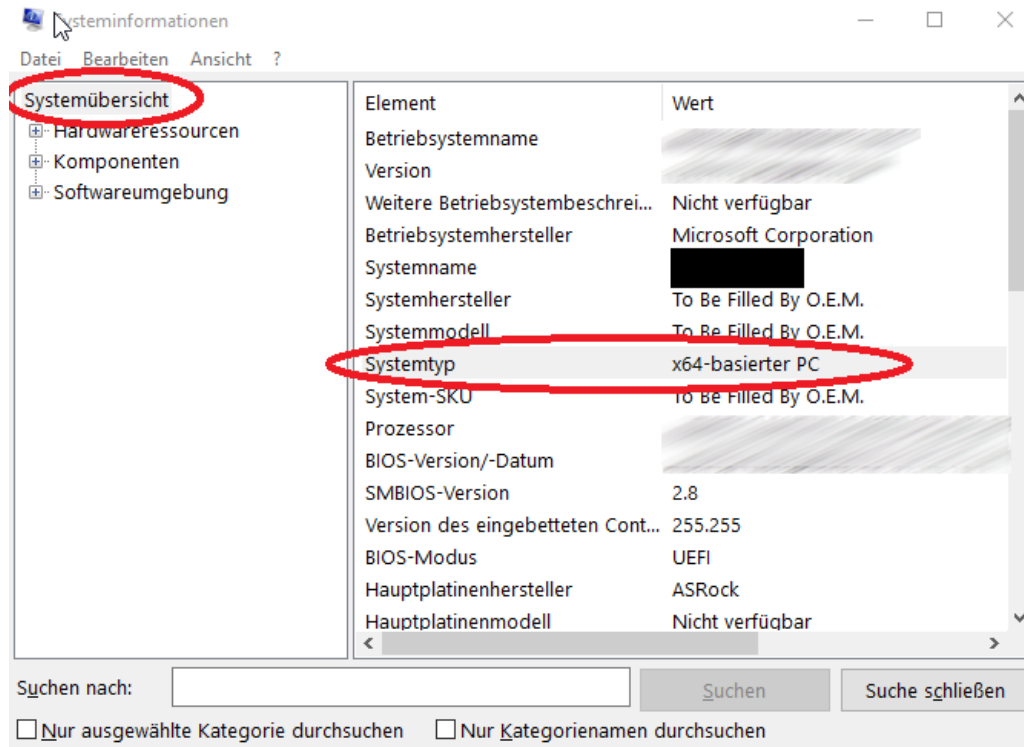 Systeminformationen
Datei Bearbeiten Ansicht ?
Systemübersicht
Hardwareressourcen
Komponenten
Softwareumgebung
Element Wert
Betriebsystemname
Version
Weitere Betriebsystembeschrei... Nicht verfügbar
Betriebsystemhersteller Microsoft Corporation
Systemname
Systemhersteller To Be Filled By O.E.M.
Systemmodell To Be Filled By O.E.M.
Systemtyp x64-basierter PC
System-SKU To Be Filled By O.E.M.
Prozessor
BIOS-Version/-Datum
SMBIOS-Version 2.8
Version des eingebetteten Cont... 255.255
BIOS-Modus UEFI
Hauptplatinenhersteller ASRock
Hauptplatinenmodell Nicht verfügbar
Suchen nach: Suchen Suche schließen
Nur ausgewählte Kategorie durchsuchen Nur Kategorienamen durchsuchen